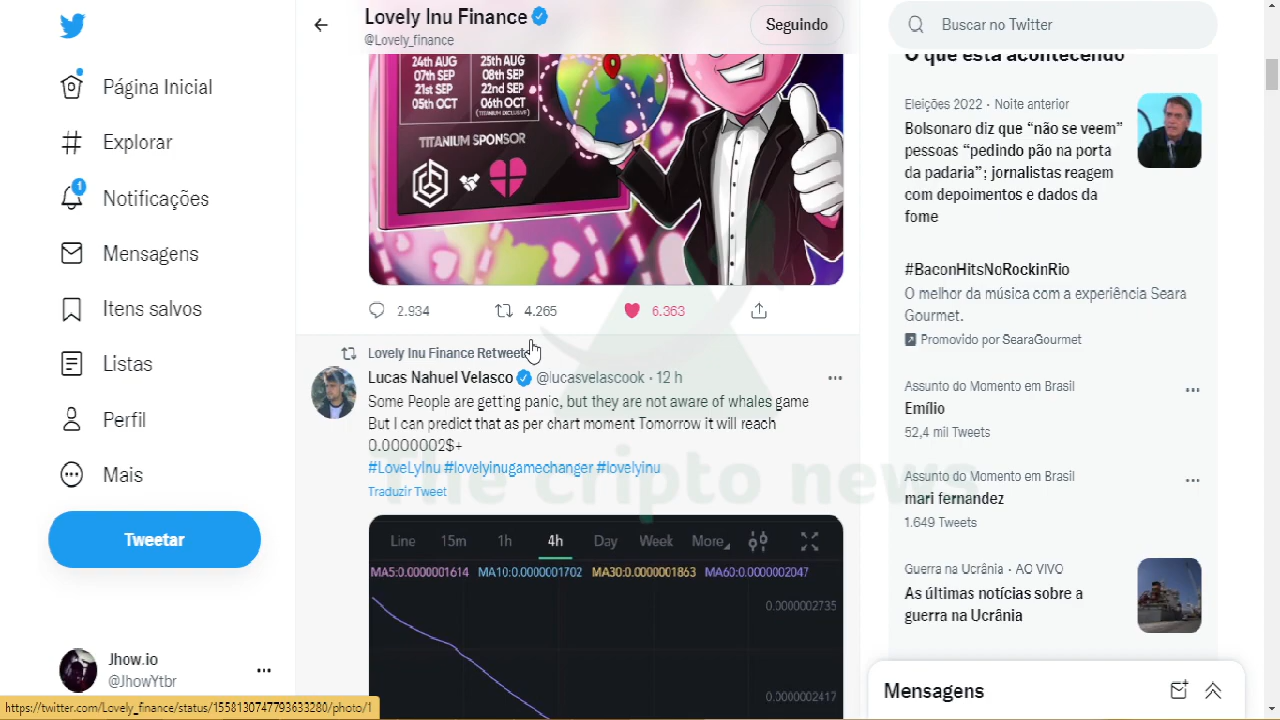 Página Inicial
Explorar
1
Notificações
Mensagens
Itens salvos
Listas
Perfil
Mais
Tweetar
Jhow.io
@JhowYtbr
https://twitter.com/Lovely_finance/status/1558130747793633280/photo/1
Lovely Inu Finance
@Lovely_finance
Seguindo
24th AUG 25th AUG
07th SEP 08th SEP
21st SEP 22nd SEP
05th OCT 06th OCT
(TITANIUM EXCLUSIVE)
TITANIUM SPONSOR
2.934 4.265 6.363
Lovely Inu Finance Retweet
Lucas Nahuel Velasco @lucasvelascook · 12 h
Some People are getting panic, but they are not aware of whales game
But I can predict that as per chart moment Tomorrow it will reach
0.0000002$+
#LoveLyInu #lovelyinugamechanger #lovelyinu
Traduzir Tweet
The cripto news
Line 15m 1h 4h Day Week More
MA5:0.0000001614 MA10:0.0000001702 MA30:0.0000001863 MA60:0.0000002047
0.0000002735
0.0000002417
Buscar no Twitter
O que está acontecendo
Eleições 2022 · Noite anterior
Bolsonaro diz que “não se veem”
pessoas “pedindo pão na porta
da padaria”; jornalistas reagem
com depoimentos e dados da
fome
#BaconHitsNoRockinRio
O melhor da música com a experiência Seara
Gourmet.
Promovido por SearaGourmet
Assunto do Momento em Brasil
Emílio
52,4 mil Tweets
Assunto do Momento em Brasil
mari fernandez
1.649 Tweets
Guerra na Ucrânia · AO VIVO
As últimas notícias sobre a
guerra na Ucrânia
Mensagens